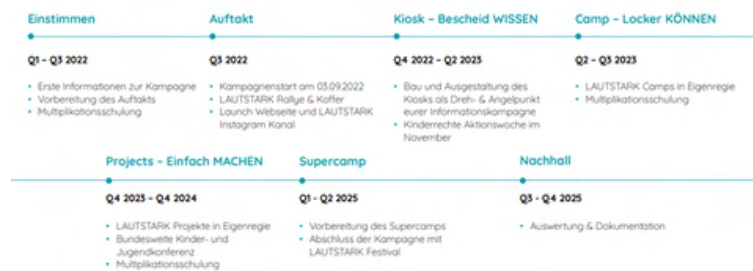 Einstimmen
Q1 - Q3 2022
• Erste Informationen zur Kampagne
• Vorbereitung des Auftakts
• Multiplikationsschulung
Auftakt
Q3 2022
• Kampagnenstart am 03.09.2022
• LAUTSTARK Rallye & Koffer
• Launch Webseite und LAUTSTARK
Instagram Kanal
Kiosk – Bescheid WISSEN
Q4 2022 – Q2 2023
• Bau und Ausgestaltung des
Kiosks als Dreh- & Angelpunkt
eurer Informationskampagne
• Kinderrechte Aktionswoche im
November
Camp – Locker KÖNNEN
Q2 – Q3 2023
• LAUTSTARK Camps in Eigenregie
• Multiplikationsschulung
Projects – Einfach MACHEN
Q4 2023 – Q4 2024
• LAUTSTARK Projekte in Eigenregie
• Bundesweite Kinder- und
Jugendkonferenz
• Multiplikationsschulung
Supercamp
Q1 - Q2 2025
• Vorbereitung des Supercamps
• Abschluss der Kampagne mit
LAUTSTARK Festival
Nachhall
Q3 - Q4 2025
• Auswertung & Dokumentation